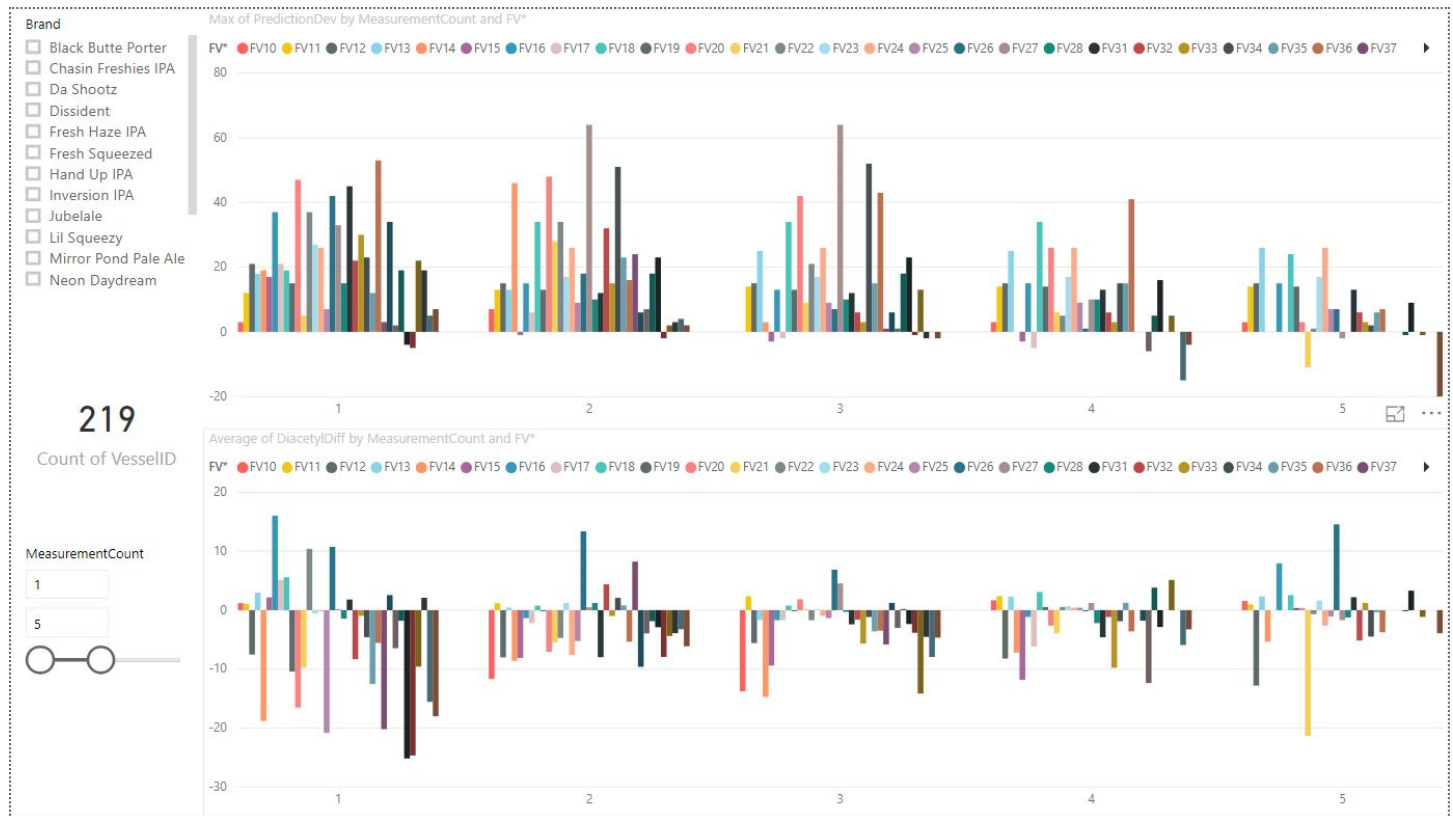 Brand
Black Butte Porter
Chasin Freshies IPA
Da Shootz
Dissident
Fresh Haze IPA
Fresh Squeezed
Hand Up IPA
Inversion IPA
Jubelale
Lil Squeezy
Mirror Pond Pale Ale
Neon Daydream
219
Count of VesselID
MeasurementCount
1
5
Max of PredictionDev by MeasurementCount and FV*
FV* FV10 FV11 FV12 FV13 FV14 FV15 FV16 FV17 FV18 FV19 FV20 FV21 FV22 FV23 FV24 FV25 FV26 FV27 FV28 FV31 FV32 FV33 FV34 FV35 FV36 FV37
80
60
40
20
0
-20
1 2 3 4 5
Average of DiacetylDiff by MeasurementCount and FV*
FV* FV10 FV11 FV12 FV13 FV14 FV15 FV16 FV17 FV18 FV19 FV20 FV21 FV22 FV23 FV24 FV25 FV26 FV27 FV28 FV31 FV32 FV33 FV34 FV35 FV36 FV37
20
10
0
-10
-20
-30
1 2 3 4 5